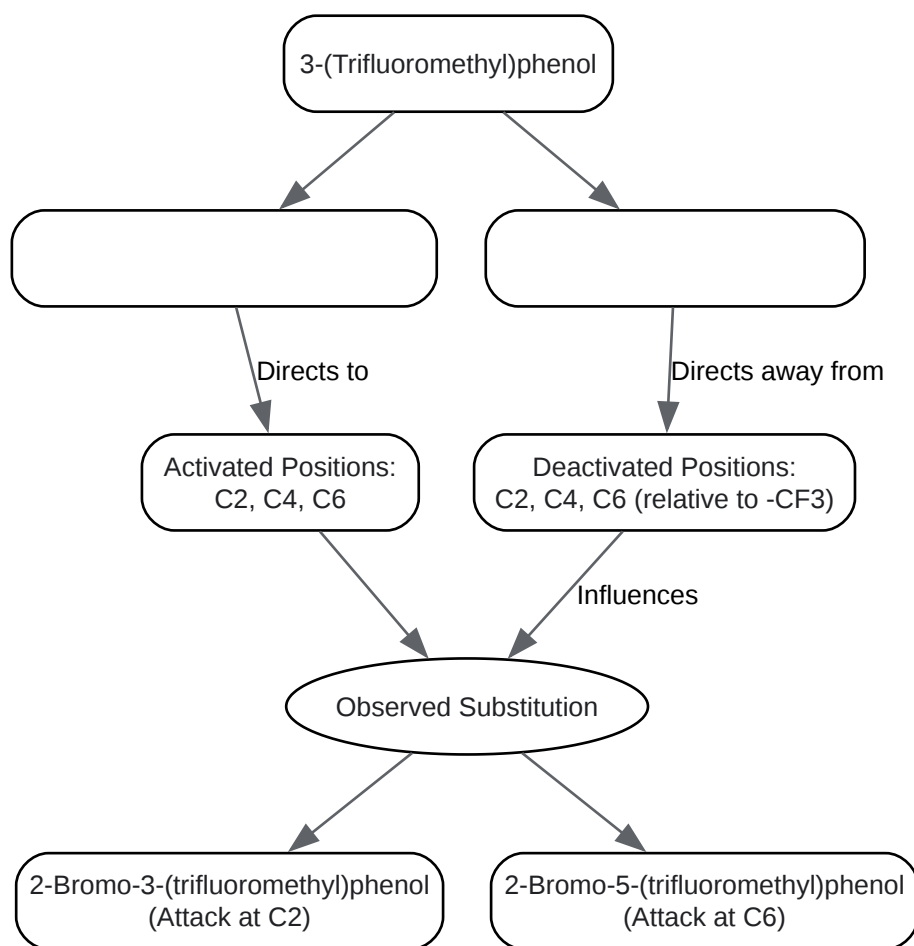 3-(Trifluoromethyl)phenol
Directs to
Directs away from
Activated Positions:
C2, C4, C6
Deactivated Positions:
C2, C4, C6 (relative to -CF3)
Influences
Observed Substitution
2-Bromo-3-(trifluoromethyl)phenol
(Attack at C2)
2-Bromo-5-(trifluoromethyl)phenol
(Attack at C6)